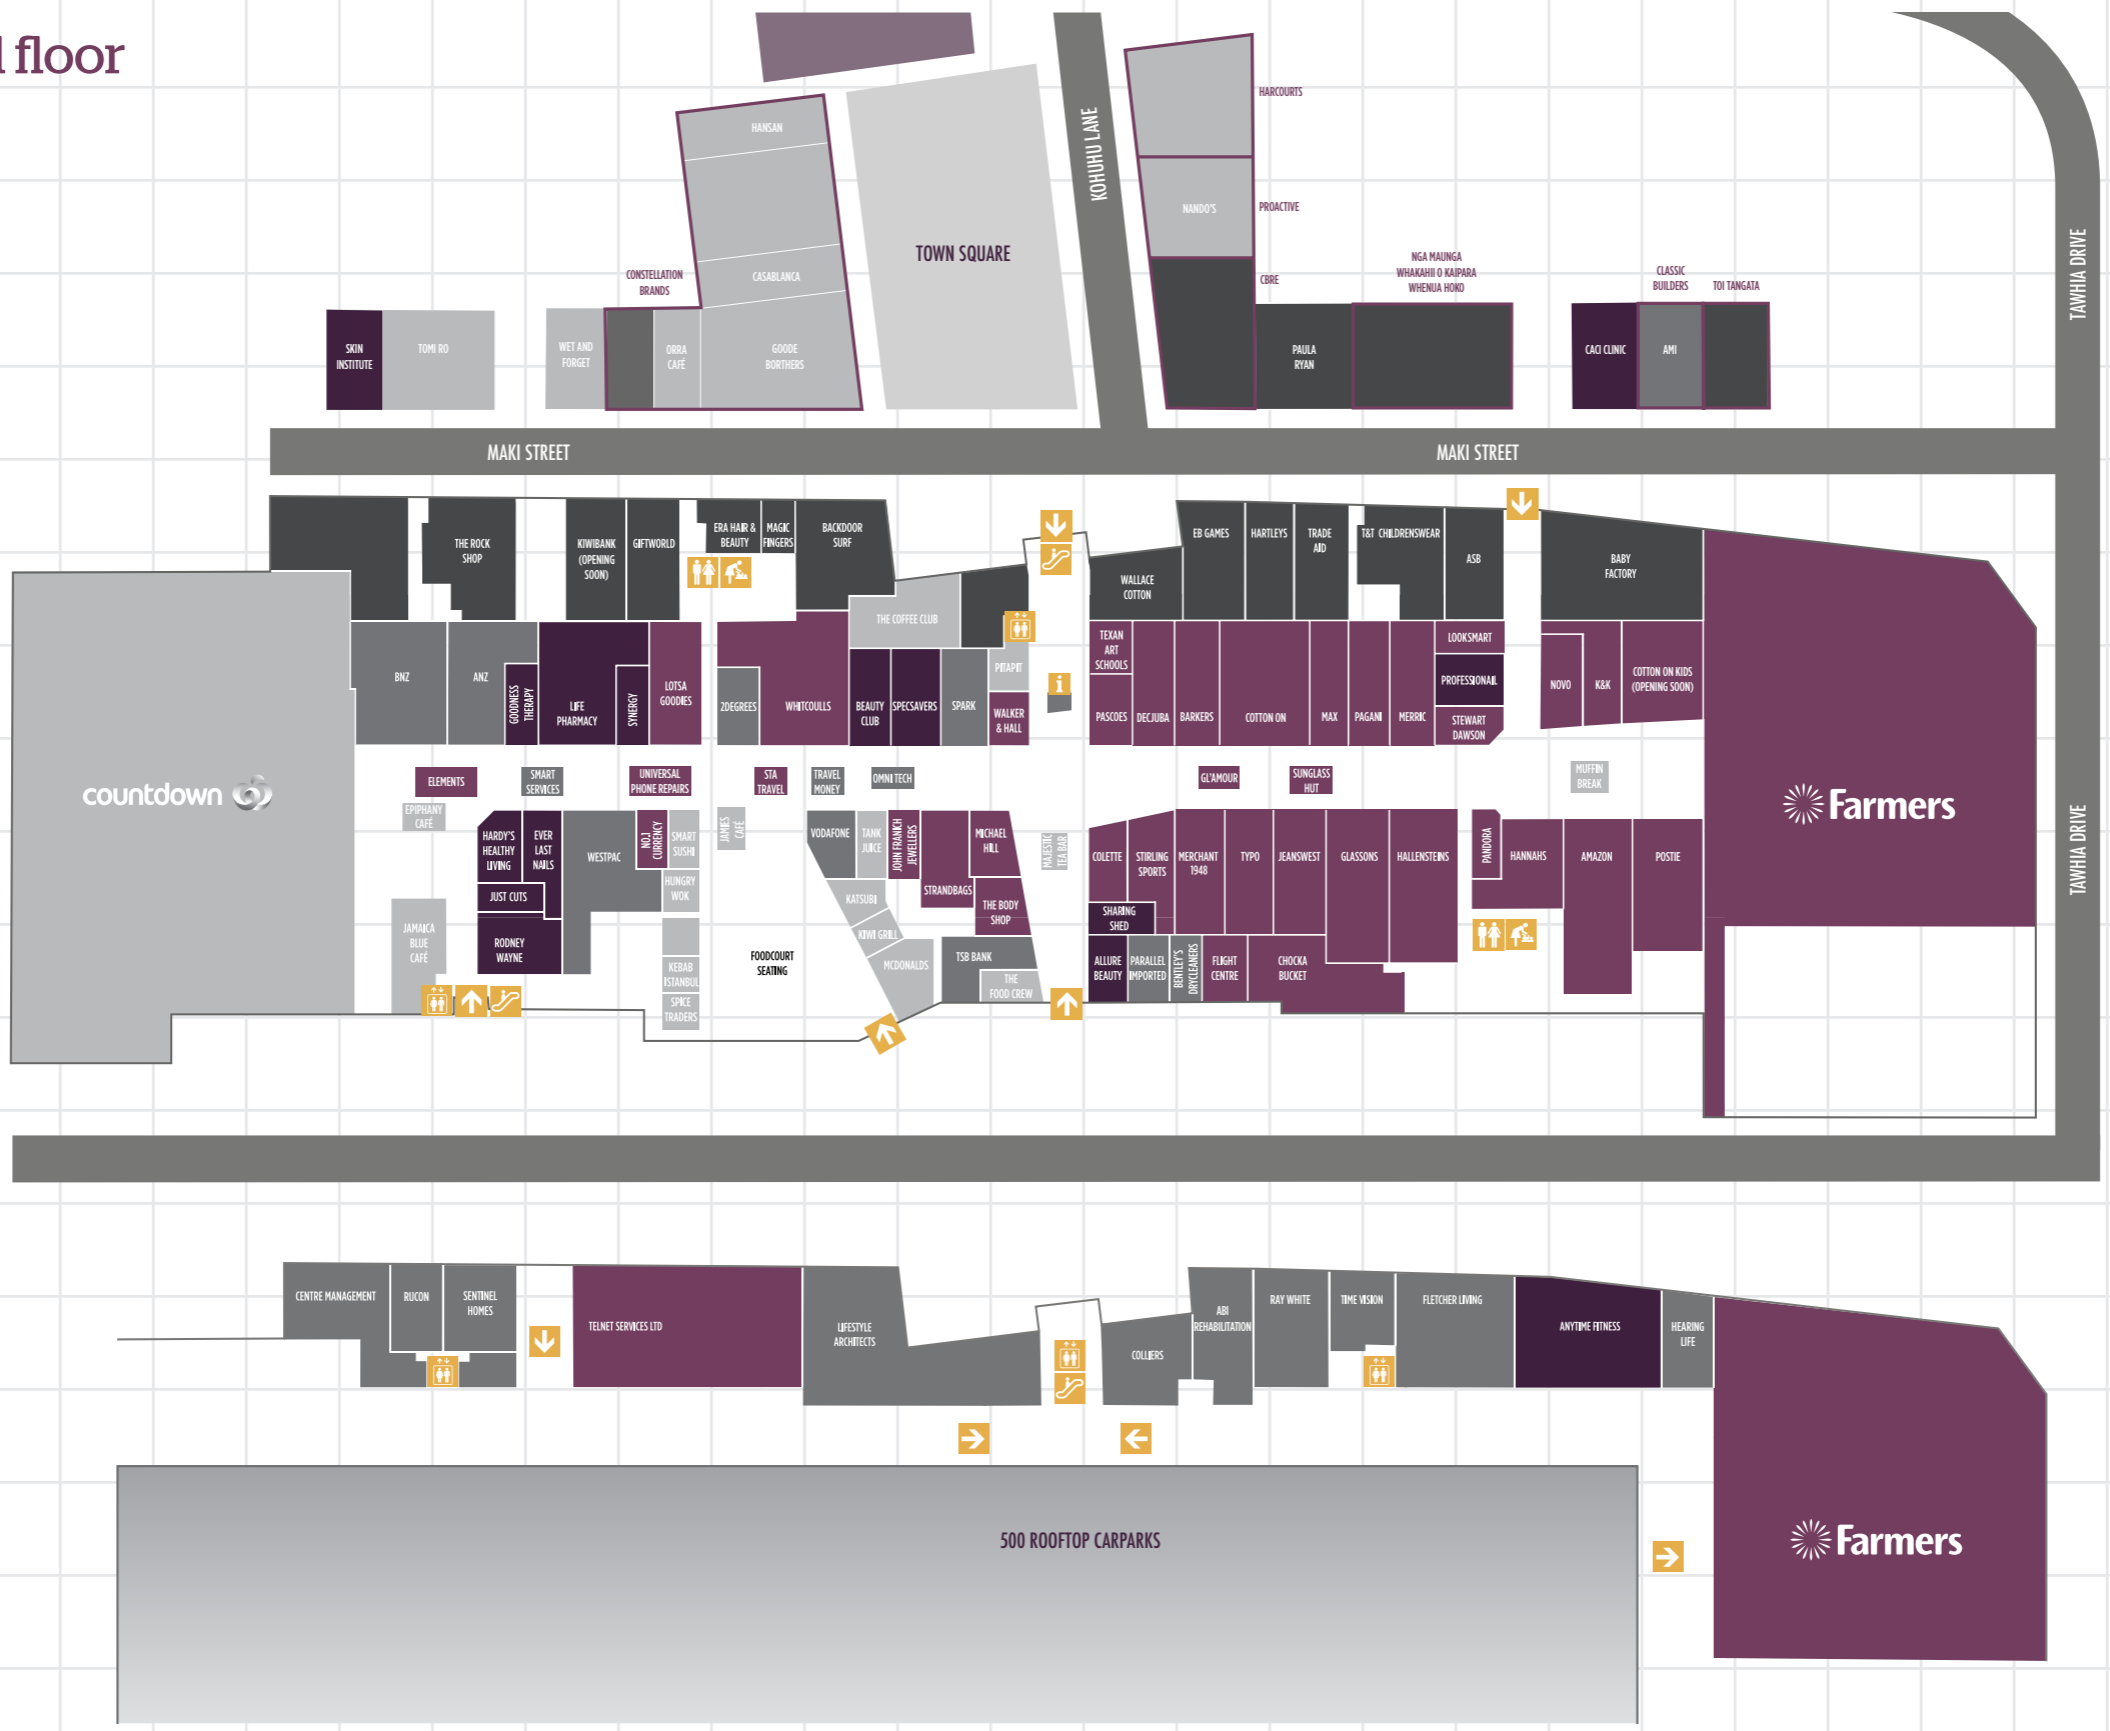 floor
HARCOURTS
HANSAN
KOHUHU LANE
NANDO'S
PROACTIVE
TOWN SQUARE
TAWHIA DRIVE
NGA MAUNGA
WHAKAHII O KAIPARA
WHENUA HOKO
CONSTELLATION
BRANDS
CASABLANCA
CBRE
CLASSIC
BUILDERS
TOI TANGATA
SKIN
INSTITUTE
TOMI RO
WET AND
FORGET
ORRA
CAFÉ
GOODE
BORTHERS
PAULA
RYAN
CACI CLINIC
AMI
MAKI STREET
MAKI STREET
THE ROCK
SHOP
KIWIBANK
(OPENING
SOON)
GIFTWORLD
ERA HAIR &
BEAUTY
MAGIC
FINGERS
BACKDOOR
SURF
EB GAMES
HARTLEYS
TRADE
AID
T&T CHILDRENSWEAR
ASB
BABY
FACTORY
WALLACE
COTTON
THE COFFEE CLUB
BNZ
ANZ
GOODNESS
THERAPY
LIFE
PHARMACY
SYNERGY
LOTSA
GOODIES
2DEGREES
WHITCOULLS
BEAUTY
CLUB
SPECSAVERS
SPARK
PITAPIT
WALKER
& HALL
i
TEXAN
ART
SCHOOLS
PASCOES
DECJUBA
BARKERS
COTTON ON
MAX
PAGANI
MERRIC
LOOKSMART
PROFESSIONAIL
STEWART
DAWSON
NOVO
K&K
COTTON ON KIDS
(OPENING SOON)
countdown
ELEMENTS
SMART
SERVICES
UNIVERSAL
PHONE REPAIRS
STA
TRAVEL
TRAVEL
MONEY
OMNI TECH
GL'AMOUR
SUNGLASS
HUT
MUFFIN
BREAK
Farmers
EPIPHANY
CAFÉ
HARDY'S
HEALTHY
LIVING
EVER
LAST
NAILS
WESTPAC
NO.1
CURRENCY
SMART
SUSHI
JAMIES
CAFÉ
VODAFONE
TANK
JUICE
JOHN FRANICH
JEWELLERS
MICHAEL
HILL
MAJESTIC
TEA BAR
COLETTE
STIRLING
SPORTS
MERCHANT
1948
TYPO
JEANSWEST
GLASSONS
HALLENSTEINS
PANDORA
HANNAHS
AMAZON
POSTIE
TAWHIA DRIVE
JUST CUTS
HUNGRY
WOK
KATSUBI
STRANDBAGS
THE BODY
SHOP
SHARING
SHED
JAMAICA
BLUE
CAFÉ
RODNEY
WAYNE
KIWI GRILL
FOODCOURT
SEATING
MCDONALDS
TSB BANK
THE
FOOD CREW
KEBAB
ISTANBUL
SPICE
TRADERS
ALLURE
BEAUTY
PARALLEL
IMPORTED
BENTLEY'S
DRYCLEANERS
FLIGHT
CENTRE
CHOCKA
BUCKET
CENTRE MANAGEMENT
RUCON
SENTINEL
HOMES
TELNET SERVICES LTD
LIFESTYLE
ARCHITECTS
COLLIERS
ABI
REHABILITATION
RAY WHITE
TIME VISION
FLETCHER LIVING
ANYTIME FITNESS
HEARING
LIFE
500 ROOFTOP CARPARKS
Farmers